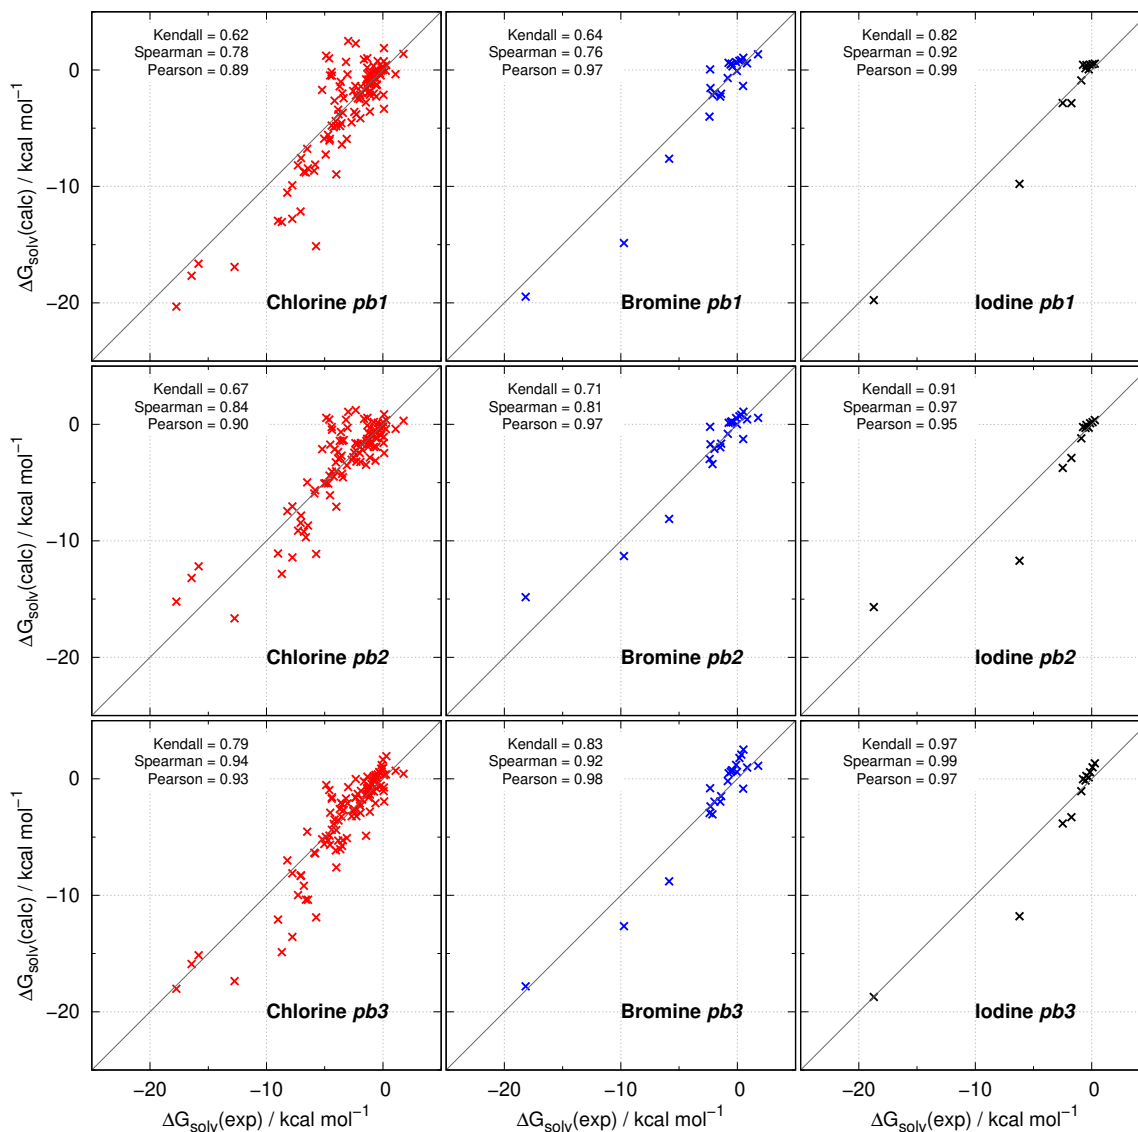 Kendall = 0.62
Spearman = 0.78
Pearson = 0.89
Chlorine pb1
Kendall = 0.64
Spearman = 0.76
Pearson = 0.97
Bromine pb1
Kendall = 0.82
Spearman = 0.92
Pearson = 0.99
Iodine pb1
0
−10
−20
ΔGsolv(calc) / kcal mol⁻¹
Kendall = 0.67
Spearman = 0.84
Pearson = 0.90
Chlorine pb2
Kendall = 0.71
Spearman = 0.81
Pearson = 0.97
Bromine pb2
Kendall = 0.91
Spearman = 0.97
Pearson = 0.95
Iodine pb2
0
−10
−20
ΔGsolv(calc) / kcal mol⁻¹
Kendall = 0.79
Spearman = 0.94
Pearson = 0.93
Chlorine pb3
Kendall = 0.83
Spearman = 0.92
Pearson = 0.98
Bromine pb3
Kendall = 0.97
Spearman = 0.99
Pearson = 0.97
Iodine pb3
0
−10
−20
ΔGsolv(calc) / kcal mol⁻¹
−20 −10 0
−20 −10 0
−20 −10 0
ΔGsolv(exp) / kcal mol⁻¹
ΔGsolv(exp) / kcal mol⁻¹
ΔGsolv(exp) / kcal mol⁻¹